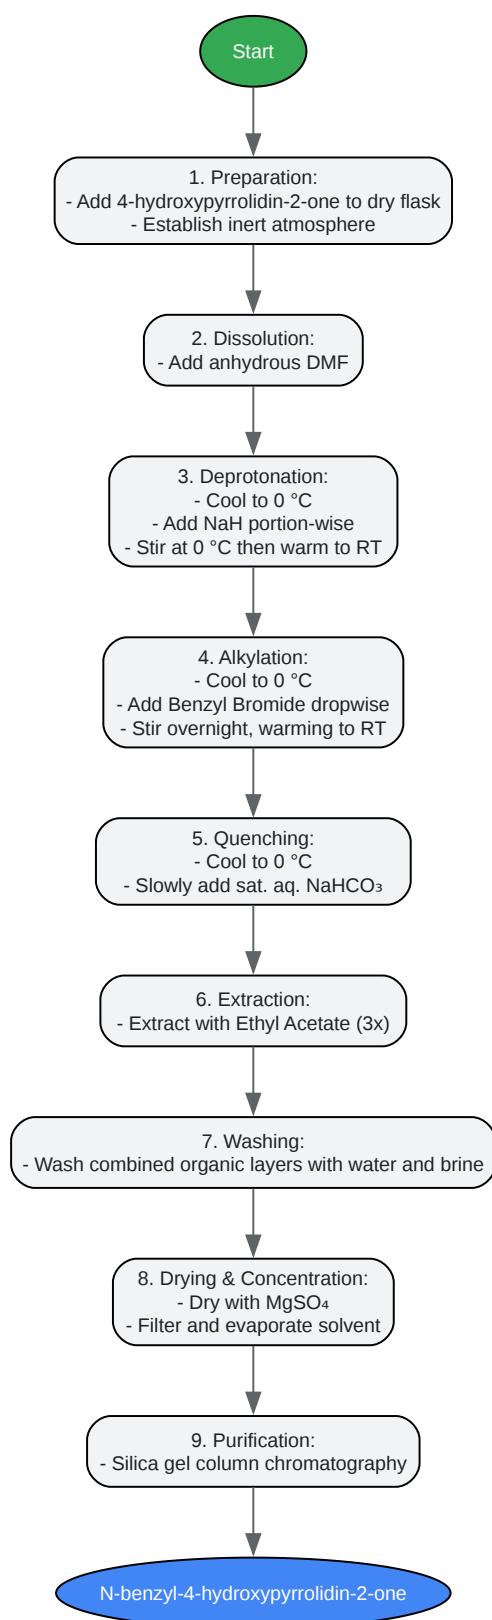 Start
1. Preparation:
- Add 4-hydroxypyrrolidin-2-one to dry flask
- Establish inert atmosphere
2. Dissolution:
- Add anhydrous DMF
3. Deprotonation:
- Cool to 0 °C
- Add NaH portion-wise
- Stir at 0 °C then warm to RT
4. Alkylation:
- Cool to 0 °C
- Add Benzyl Bromide dropwise
- Stir overnight, warming to RT
5. Quenching:
- Cool to 0 °C
- Slowly add sat. aq. NaHCO₃
6. Extraction:
- Extract with Ethyl Acetate (3x)
7. Washing:
- Wash combined organic layers with water and brine
8. Drying & Concentration:
- Dry with MgSO₄
- Filter and evaporate solvent
9. Purification:
- Silica gel column chromatography
N-benzyl-4-hydroxypyrrolidin-2-one